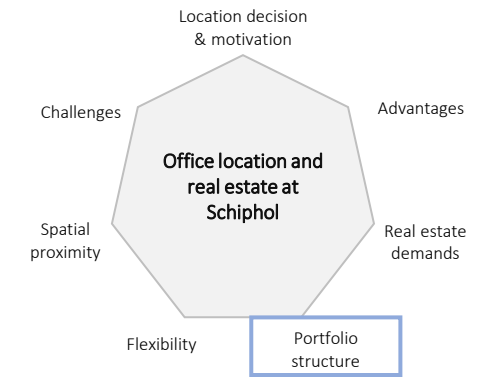 Location decision
& motivation
Challenges
Advantages
Office location and
real estate at
Schiphol
Spatial
proximity
Real estate
demands
Flexibility
Portfolio
structure